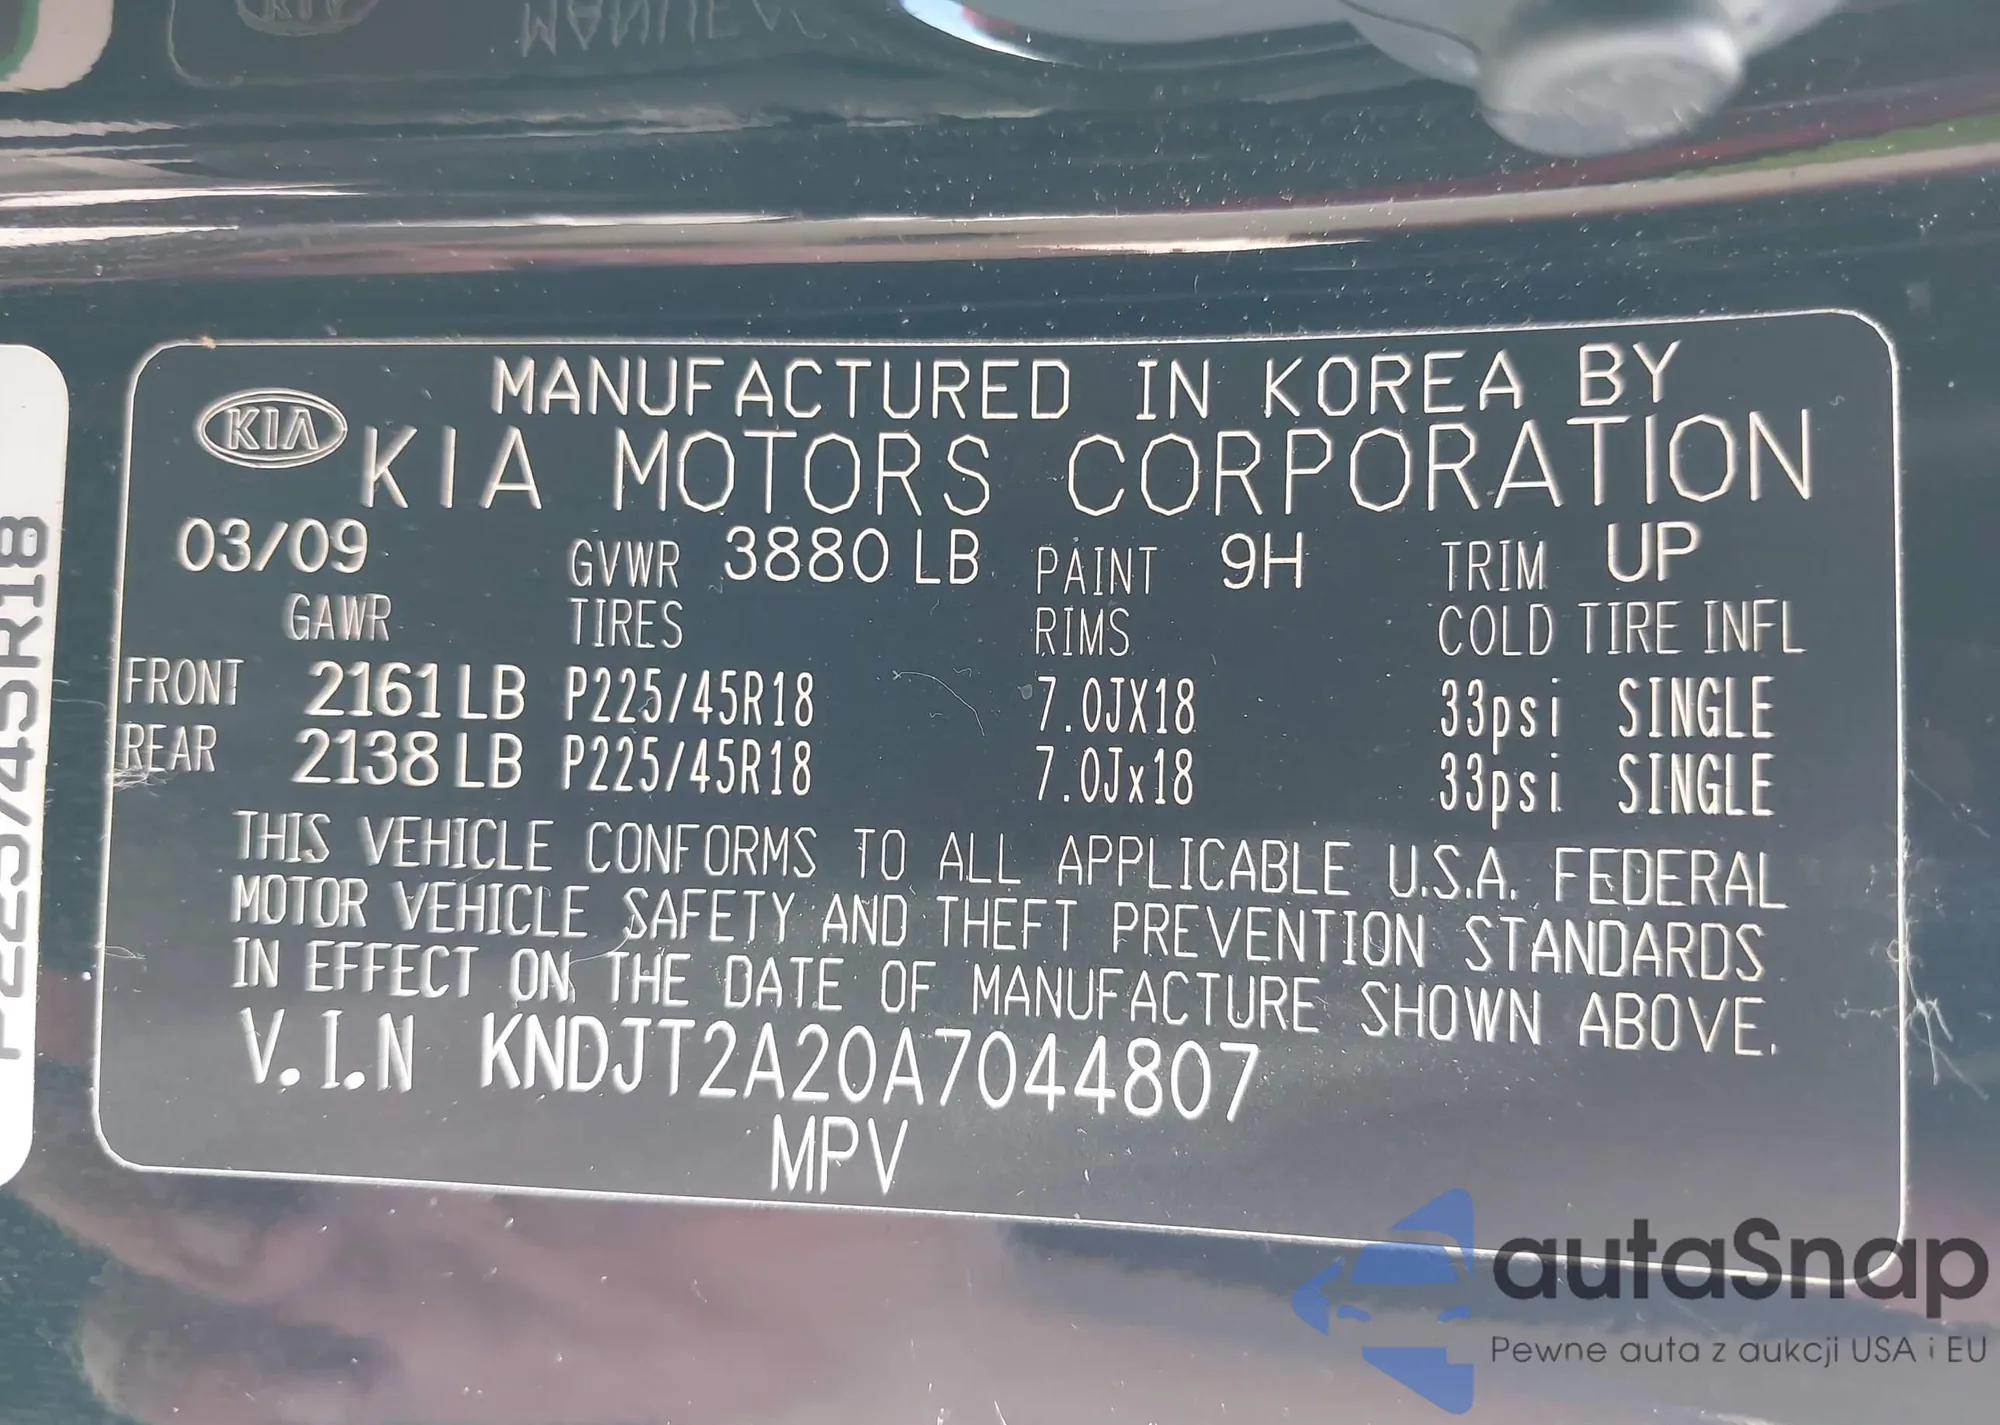 MANUFACTURED IN KOREA BY
KIA
KIA MOTORS CORPORATION
03/09 GVWR 3880 LB PAINT 9H TRIM UP
GAWR TIRES RIMS COLD TIRE INFL
FRONT 2161 LB P225/45R18 7.0JX18 33psi SINGLE
REAR 2138 LB P225/45R18 7.0Jx18 33psi SINGLE
THIS VEHICLE CONFORMS TO ALL APPLICABLE U.S.A. FEDERAL
MOTOR VEHICLE SAFETY AND THEFT PREVENTION STANDARDS
IN EFFECT ON THE DATE OF MANUFACTURE SHOWN ABOVE.
V.I.N KNDJT2A20A7044807
MPV
P225/45R18
autaSnap
Pewne auta z aukcji USA i EU